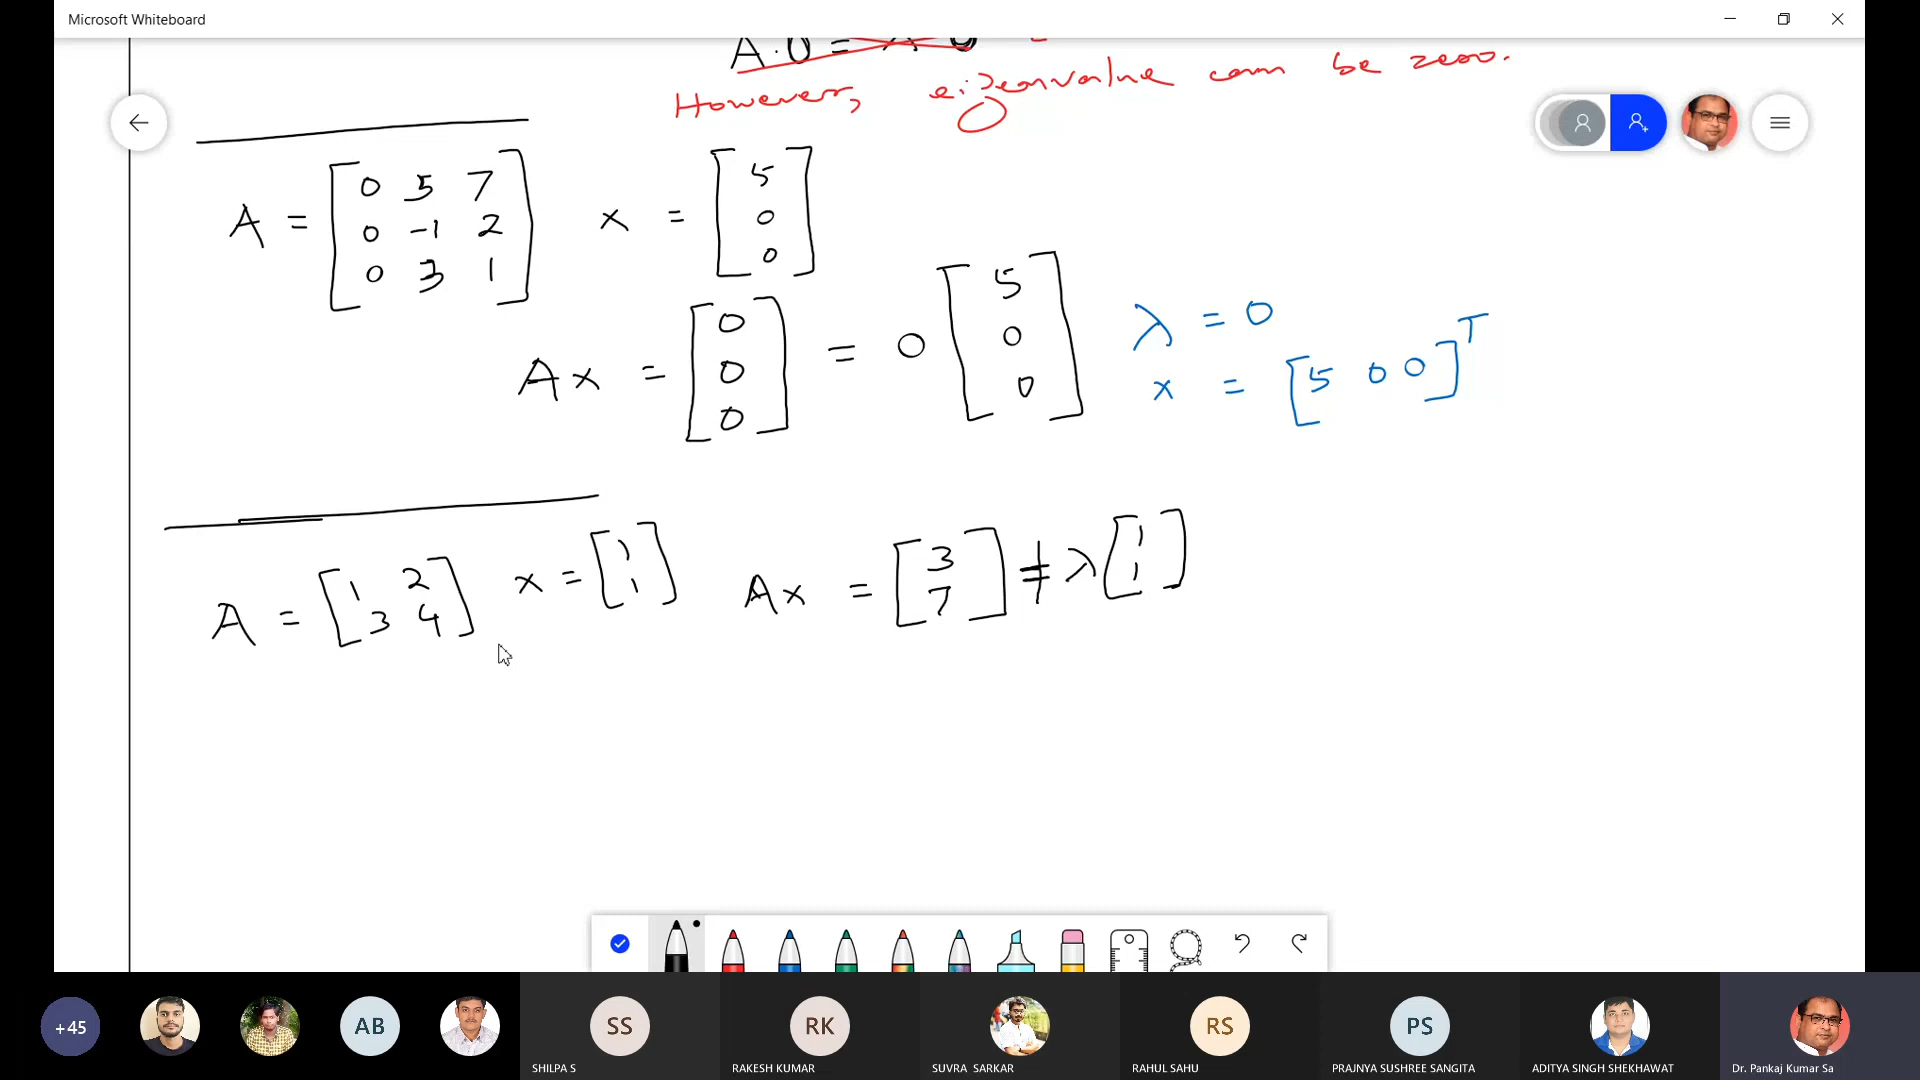 Microsoft Whiteboard
A . 0 = λ 0
However, eigenvalue can be zero.
A = [0 5 7
0 -1 2
0 3 1] x = [5
0
0]
Ax = [0
0
0] = 0 [5
0
0]
λ = 0
x = [5 0 0]^T
A = [1 2
3 4] x = [1
1] Ax = [3
7] ≠ λ [1
1]
+45
AB
SS
RK
RS
PS
SHILPA S
RAKESH KUMAR
SUVRA SARKAR
RAHUL SAHU
PRAJNYA SUSHREE SANGITA
ADITYA SINGH SHEKHAWAT
Dr. Pankaj Kumar Sa